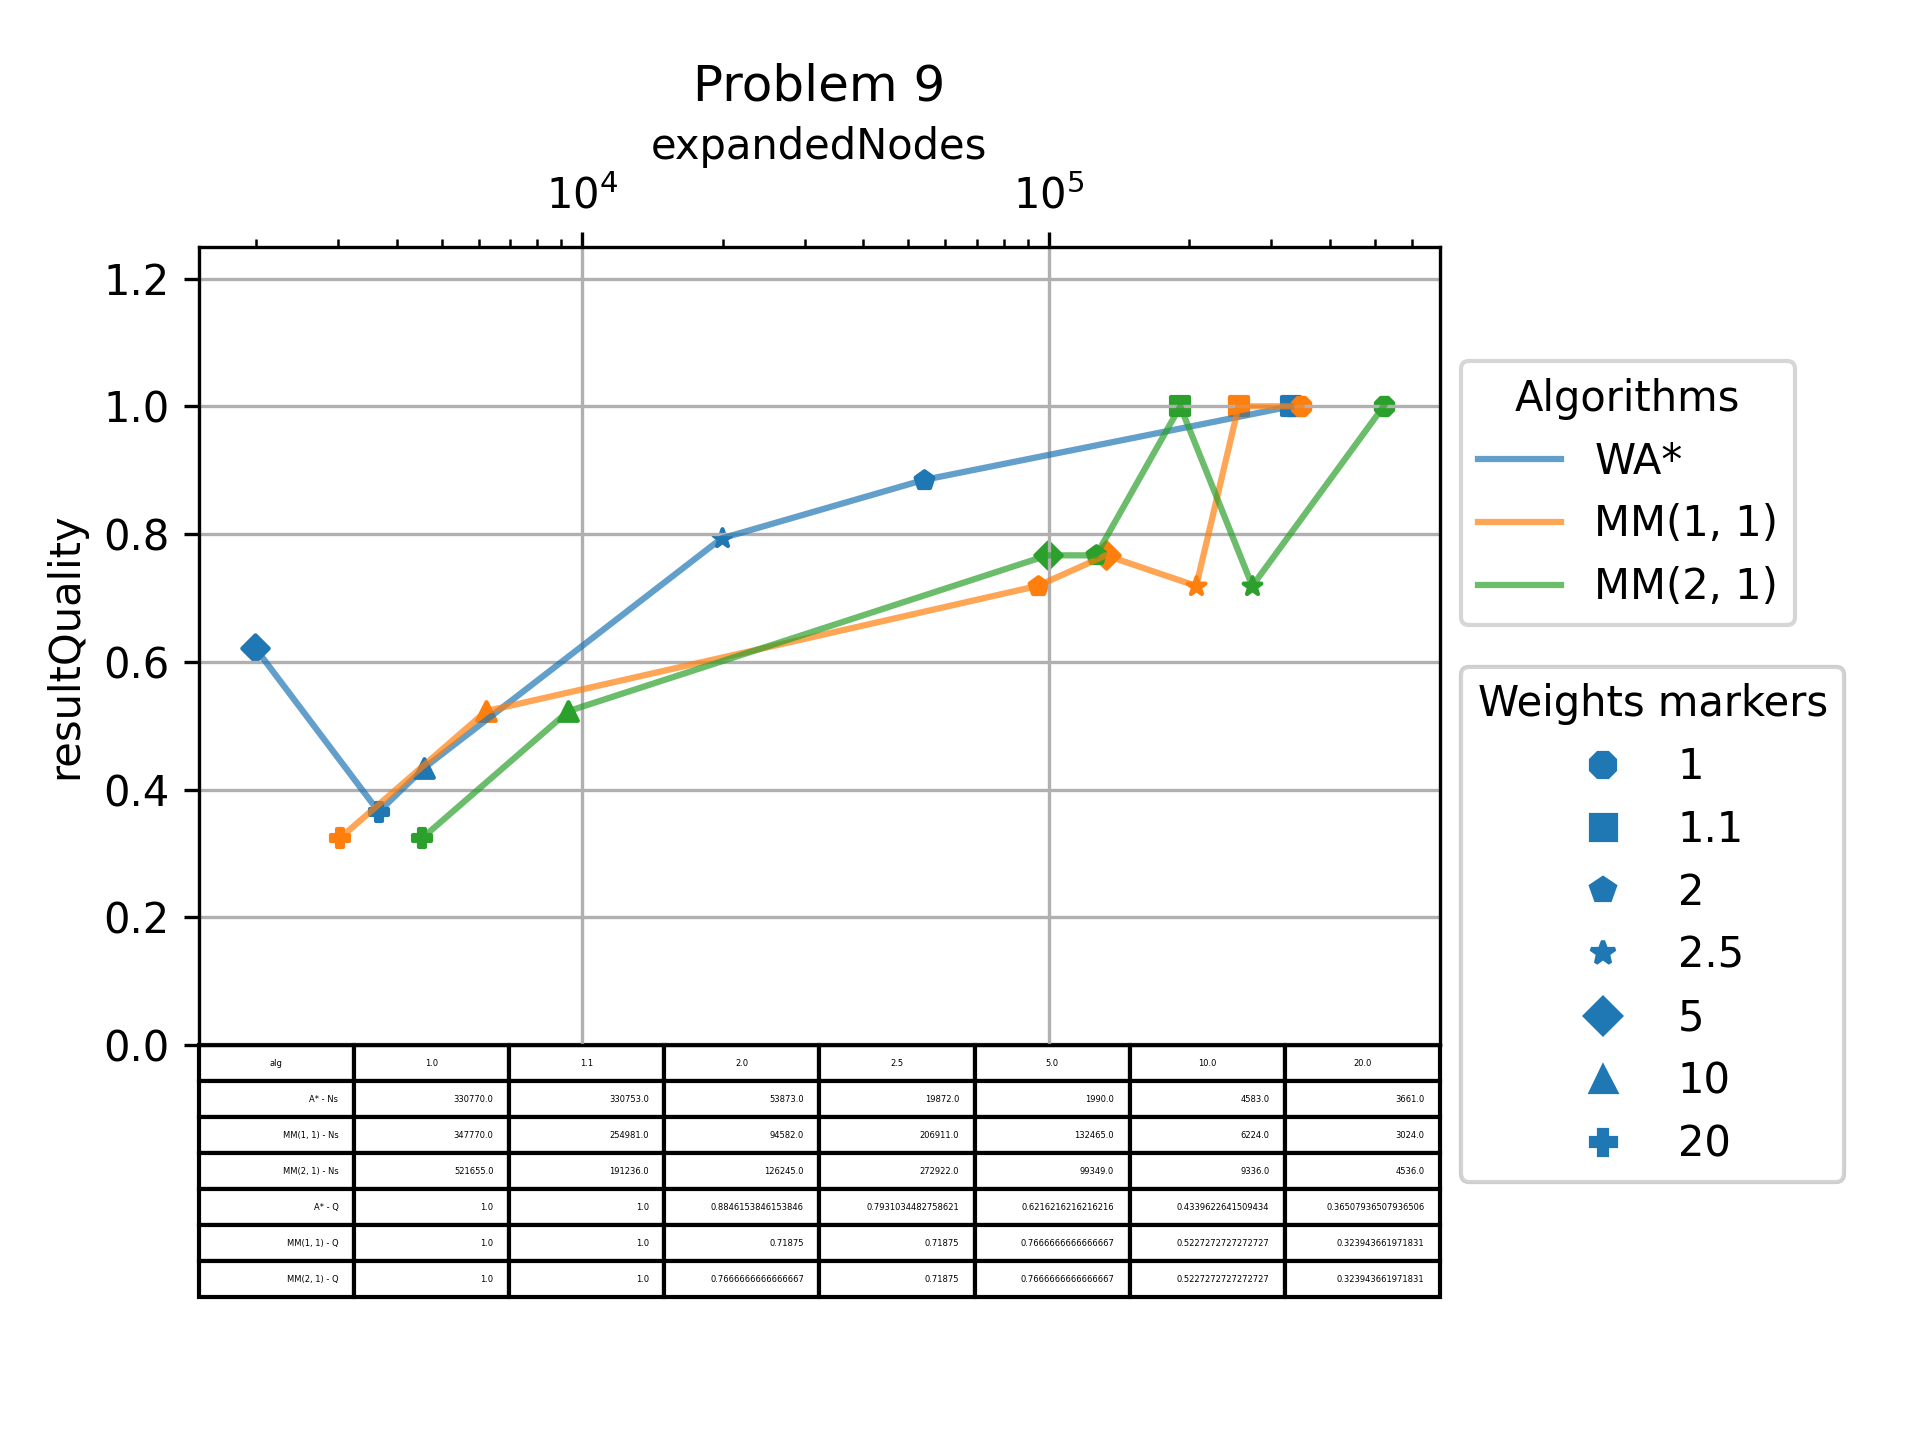 Problem 9
expandedNodes
10^4 10^5
1.2
1.0
0.8
0.6
0.4
0.2
0.0
resultQuality
Algorithms
WA*
MM(1, 1)
MM(2, 1)
Weights markers
1
1.1
2
2.5
5
10
20
alg 1.0 1.1 2.0 2.5 5.0 10.0 20.0
A* - Ns 330770.0 330753.0 53873.0 19872.0 1990.0 4583.0 3661.0
MM(1, 1) - Ns 347770.0 254981.0 94582.0 206911.0 132465.0 6224.0 3024.0
MM(2, 1) - Ns 521655.0 191236.0 126245.0 272922.0 99349.0 9336.0 4536.0
A* - Q 1.0 1.0 0.8846153846153846 0.7931034482758621 0.6216216216216216 0.4339622641509434 0.36507936507936506
MM(1, 1) - Q 1.0 1.0 0.71875 0.71875 0.7666666666666667 0.5227272727272727 0.323943661971831
MM(2, 1) - Q 1.0 1.0 0.7666666666666667 0.71875 0.7666666666666667 0.5227272727272727 0.323943661971831